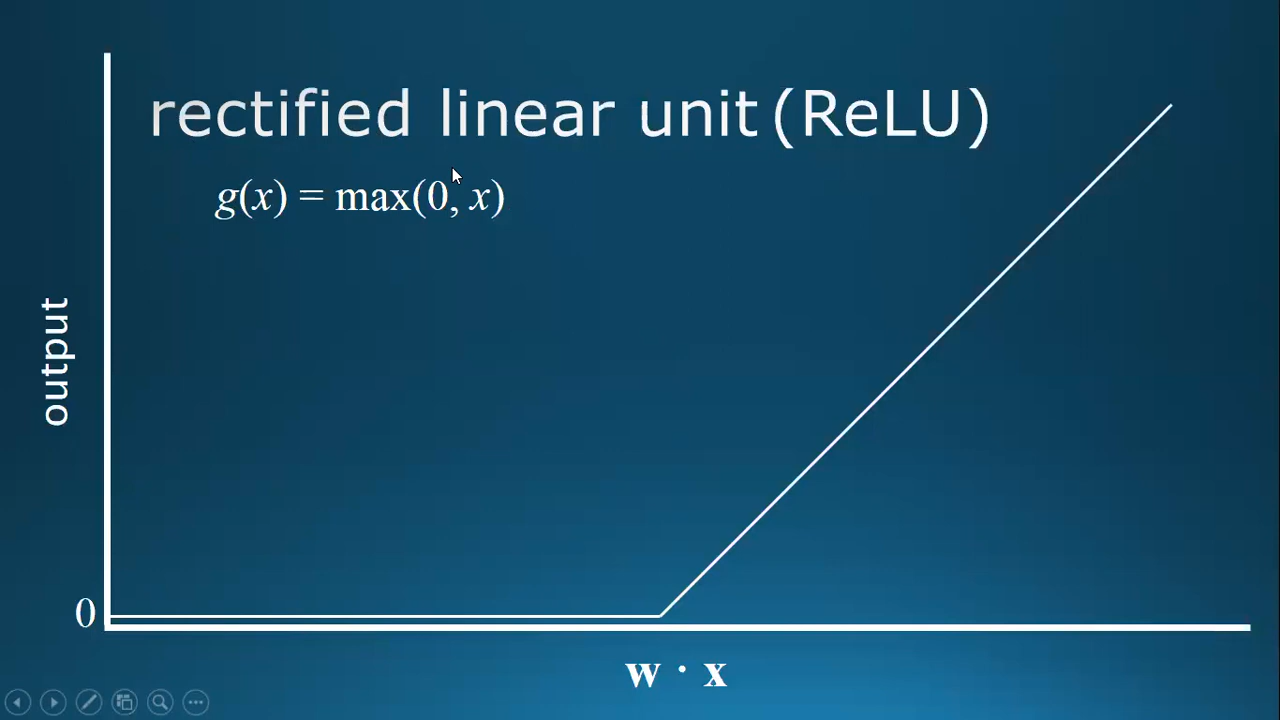 rectified linear unit (ReLU)
g(x) = max(0, x)
output
0
w · x